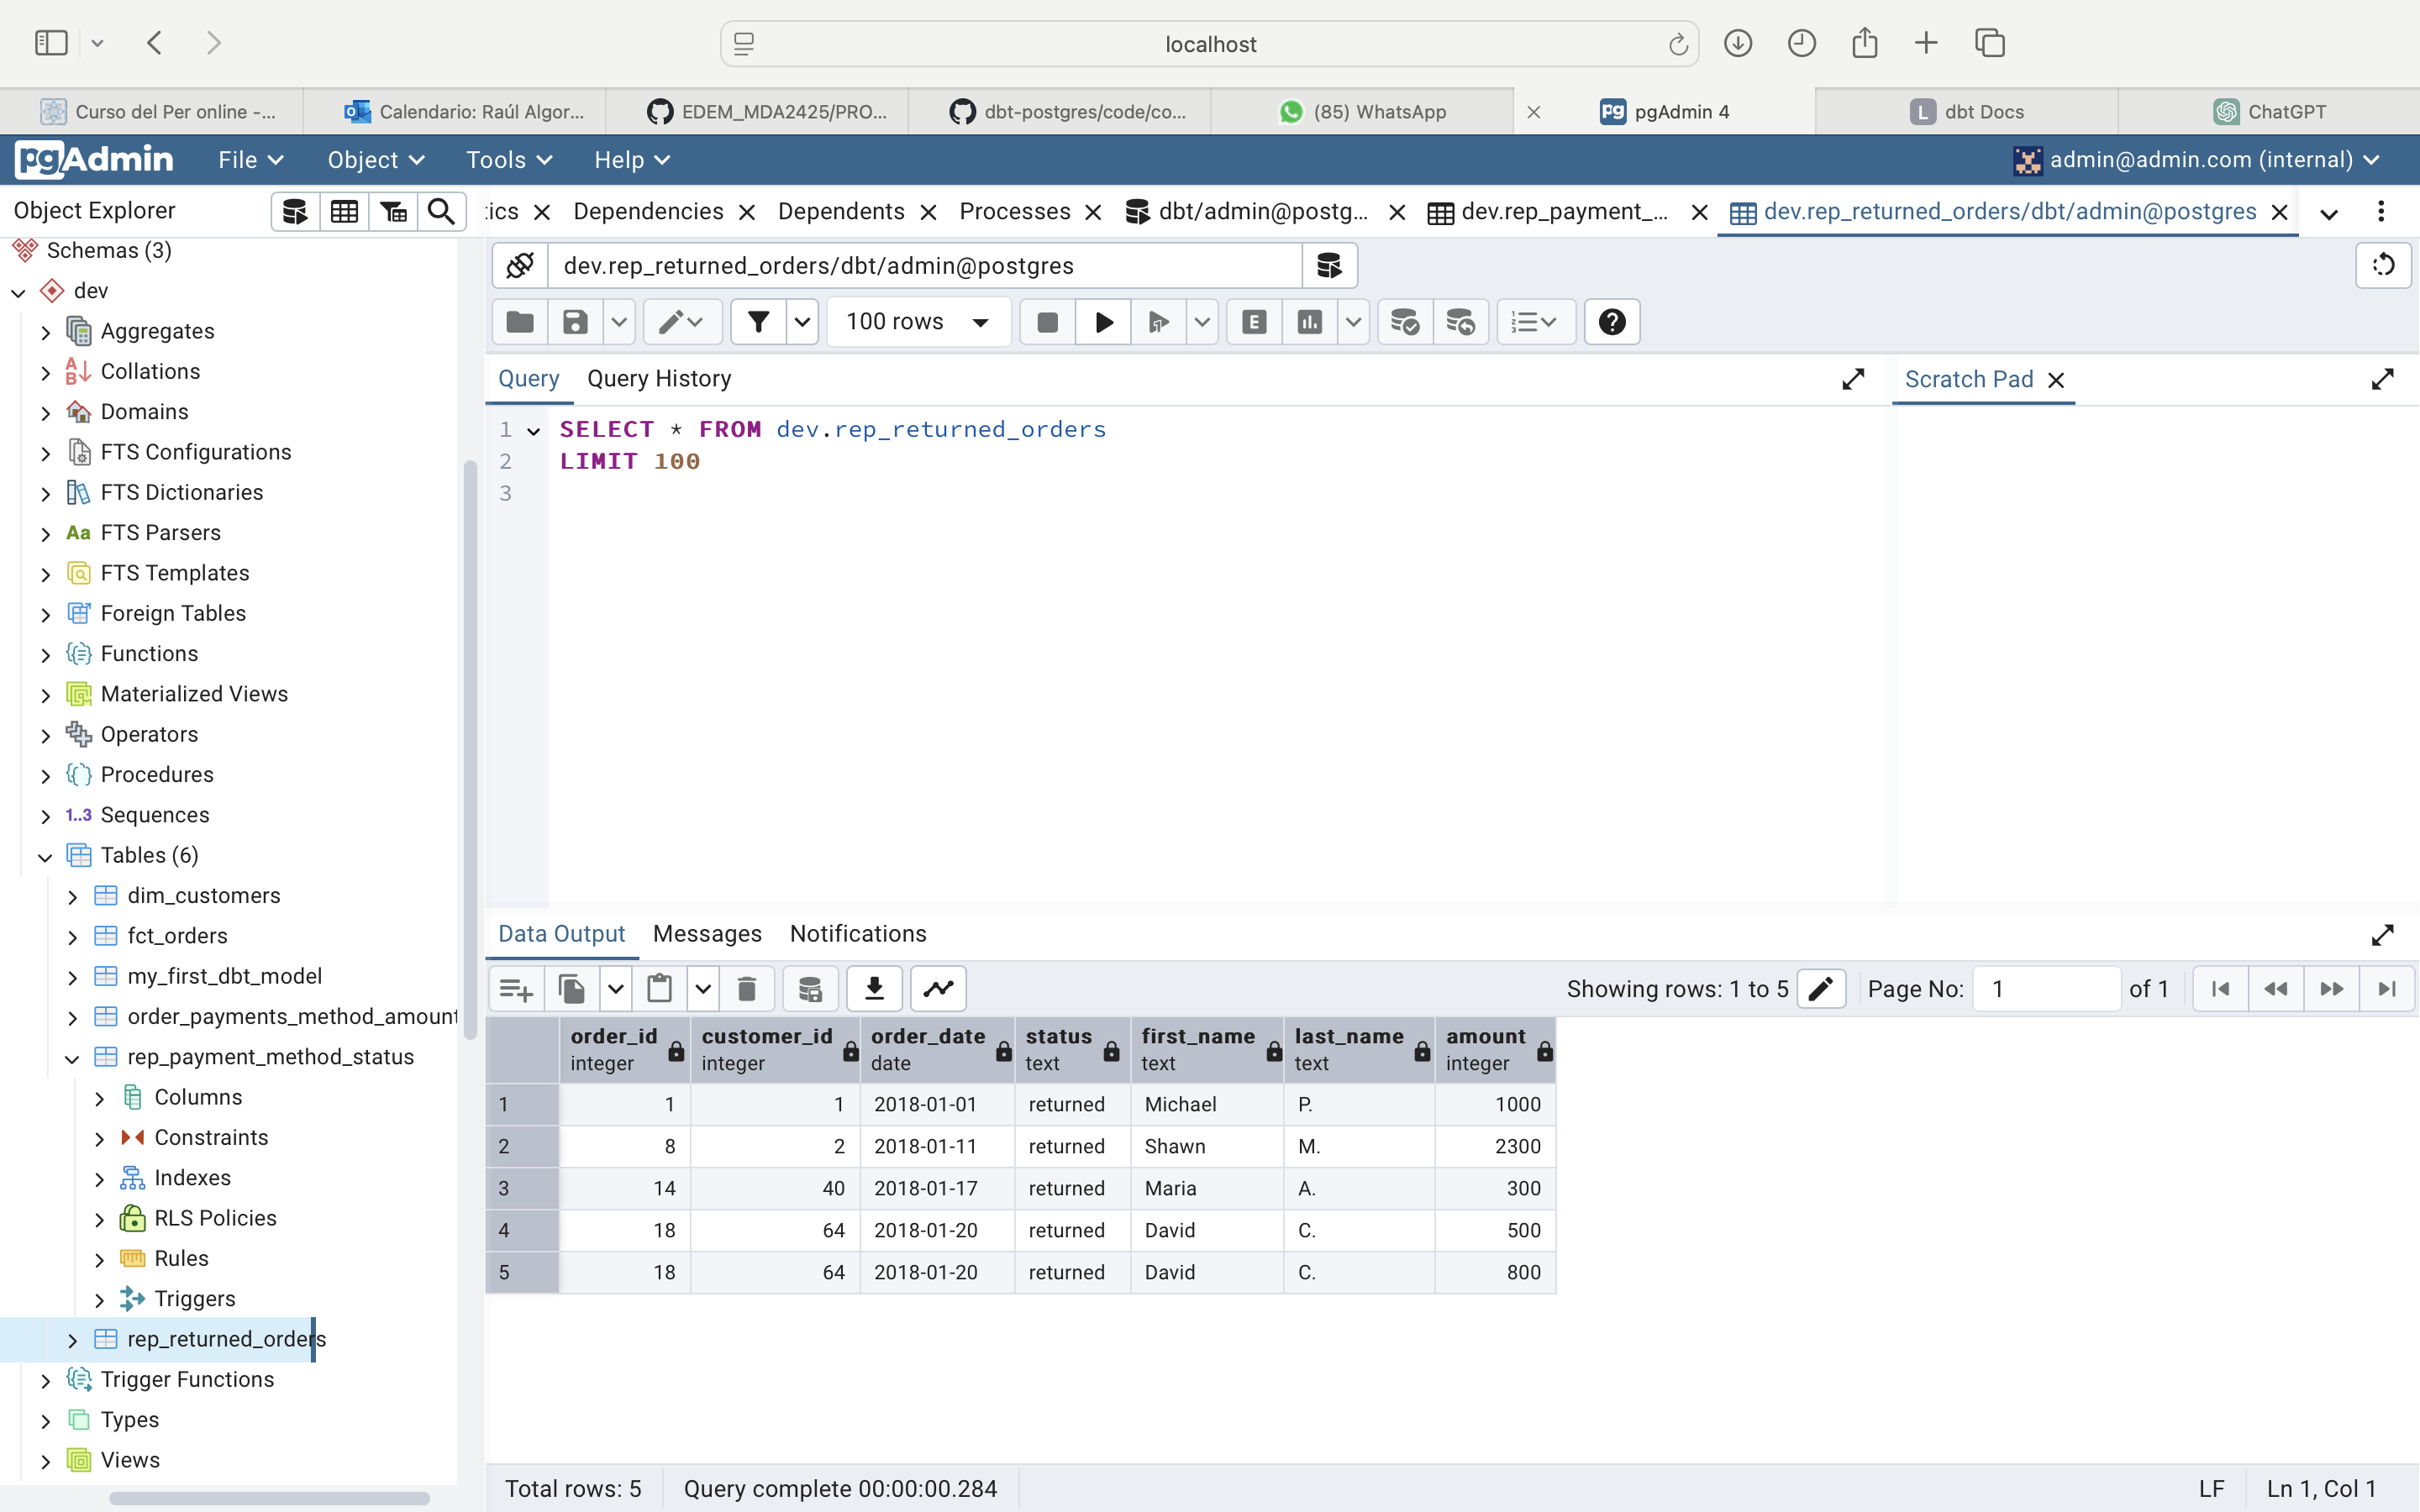 localhost
Curso del Per online -...
Calendario: Raúl Algor...
EDEM_MDA2425/PRO...
dbt-postgres/code/co...
(85) WhatsApp
pg pgAdmin 4
L dbt Docs
ChatGPT
pgAdmin File Object Tools Help admin@admin.com (internal)
Object Explorer
tics Dependencies Dependents Processes dbt/admin@postg... dev.rep_payment_... dev.rep_returned_orders/dbt/admin@postgres
Schemas (3)
dev
Aggregates
Collations
Domains
FTS Configurations
FTS Dictionaries
Aa FTS Parsers
FTS Templates
Foreign Tables
Functions
Materialized Views
Operators
Procedures
1..3 Sequences
Tables (6)
dim_customers
fct_orders
my_first_dbt_model
order_payments_method_amount
rep_payment_method_status
Columns
Constraints
Indexes
RLS Policies
Rules
Triggers
rep_returned_orders
Trigger Functions
Types
Views
dev.rep_returned_orders/dbt/admin@postgres
100 rows E
Query Query History Scratch Pad
1 SELECT * FROM dev.rep_returned_orders
2 LIMIT 100
3
Data Output Messages Notifications
Showing rows: 1 to 5 Page No: 1 of 1
order_id customer_id order_date status first_name last_name amount
integer integer date text text text integer
1 1 1 2018-01-01 returned Michael P. 1000
2 8 2 2018-01-11 returned Shawn M. 2300
3 14 40 2018-01-17 returned Maria A. 300
4 18 64 2018-01-20 returned David C. 500
5 18 64 2018-01-20 returned David C. 800
Total rows: 5 Query complete 00:00:00.284 LF Ln 1, Col 1